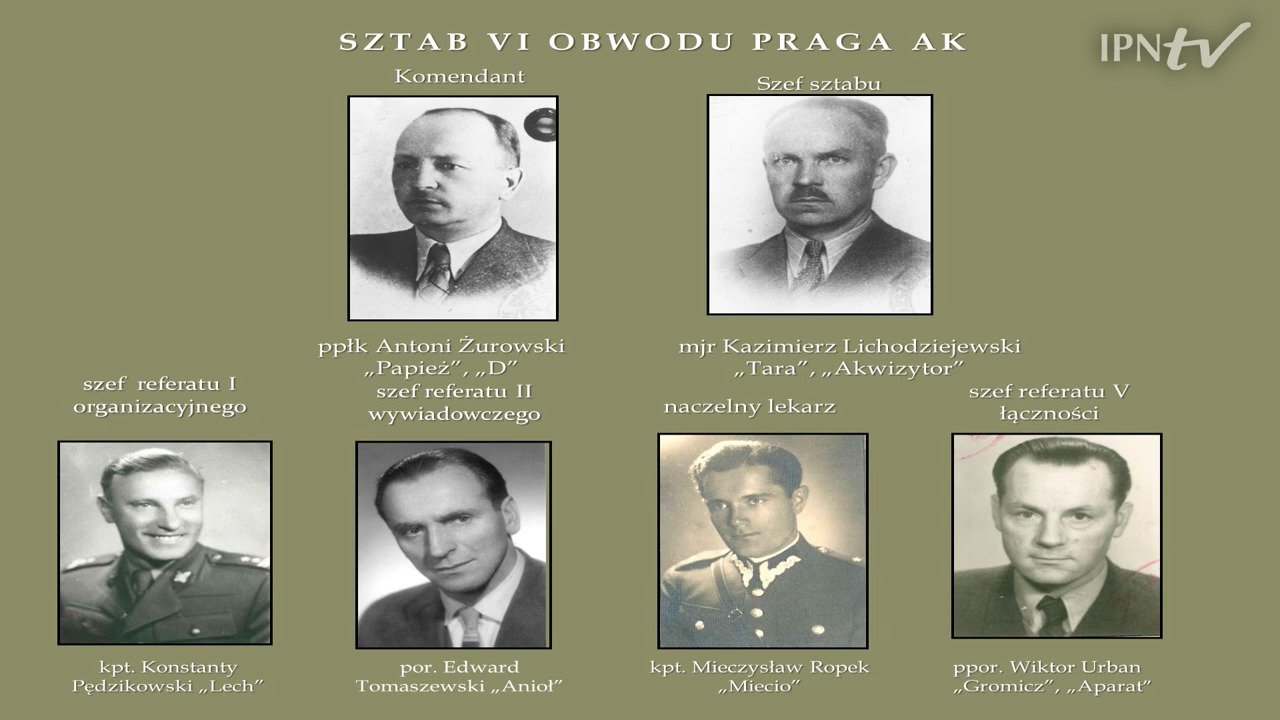 SZTAB VI OBWODU PRAGA AK
IPNtv
Komendant
Szef sztabu
ppłk Antoni Żurowski
„Papież”, „D”
mjr Kazimierz Lichodziejewski
„Tara”, „Akwizytor”
szef referatu I
organizacyjnego
szef referatu II
wywiadowczego
naczelny lekarz
szef referatu V
łączności
kpt. Konstanty
Pędzikowski „Lech”
por. Edward
Tomaszewski „Anioł”
kpt. Mieczysław Ropek
„Miecio”
ppor. Wiktor Urban
„Gromicz”, „Aparat”